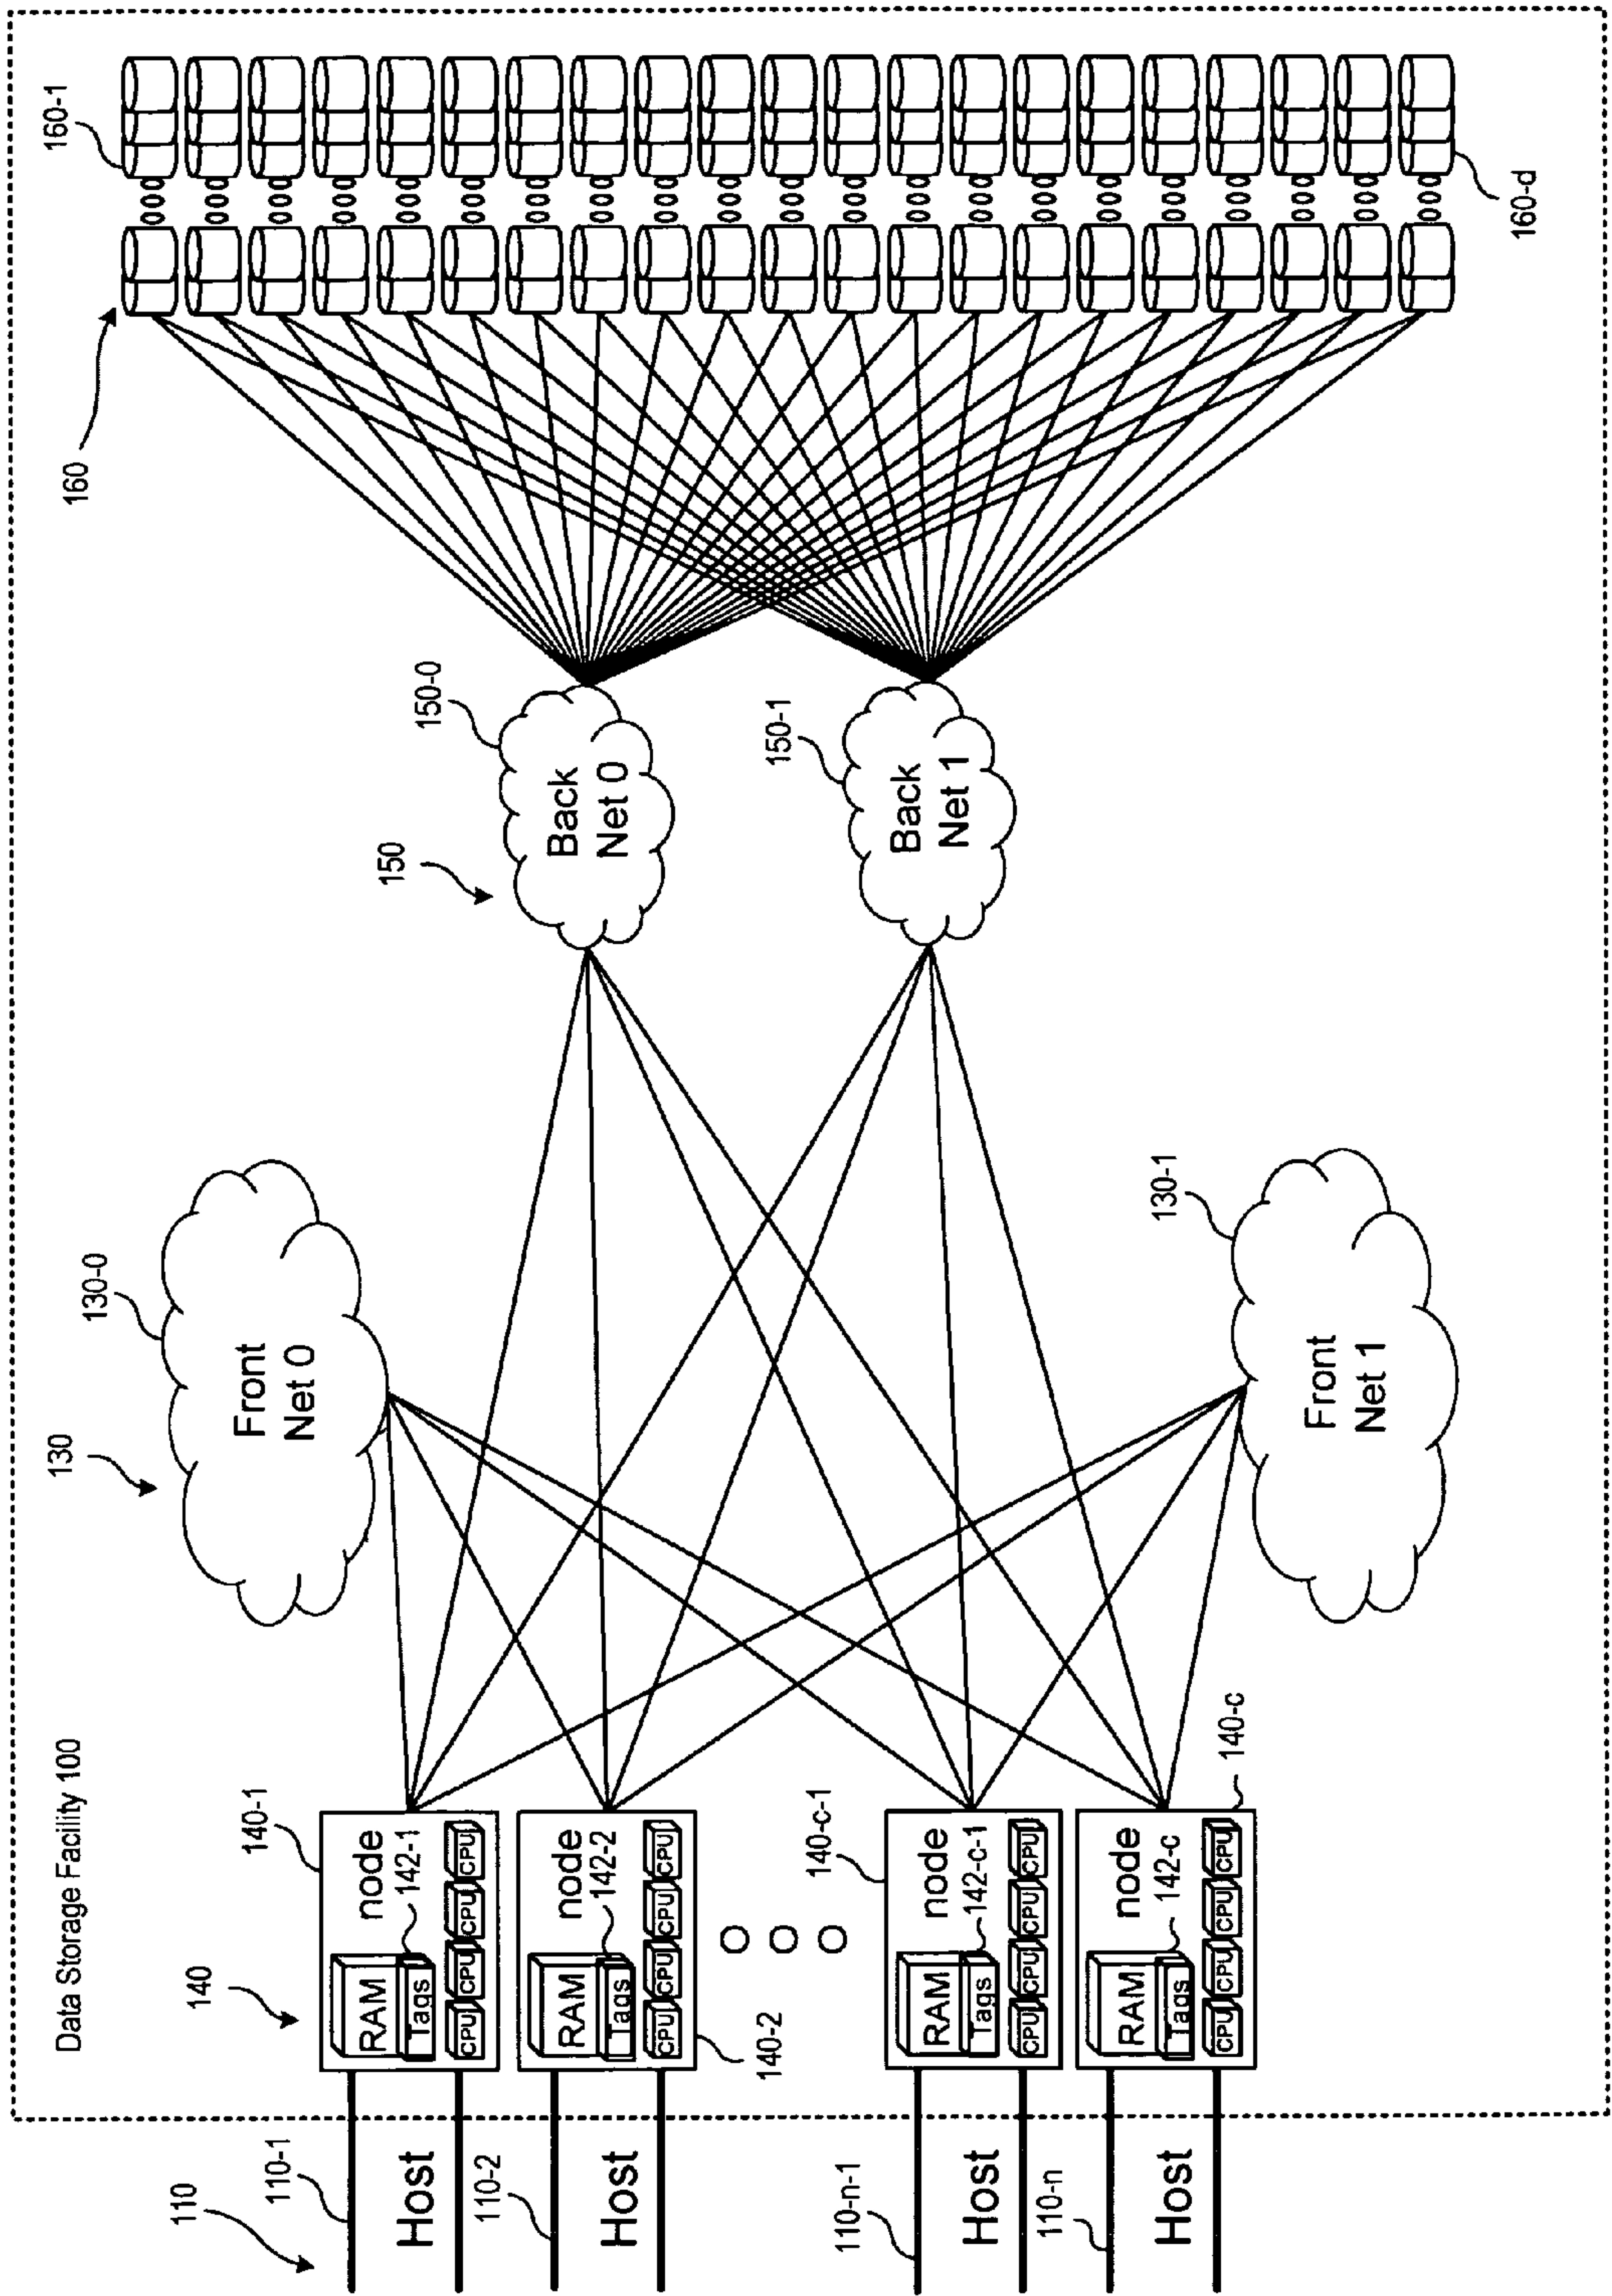 Data Storage Facility 100
110
110-1
Host
110-2
Host
110-n-1
Host
110-n
Host
140
140-1
node
142-1
RAM
Tags
CPU CPU CPU CPU
140-2
node
142-2
RAM
Tags
CPU CPU CPU CPU
140-c-1
node
142-c-1
RAM
Tags
CPU CPU CPU CPU
140-c
node
142-c
RAM
Tags
CPU CPU CPU CPU
130
130-0
Front
Net 0
130-1
Front
Net 1
150
150-0
Back
Net 0
150-1
Back
Net 1
160
160-1
160-d